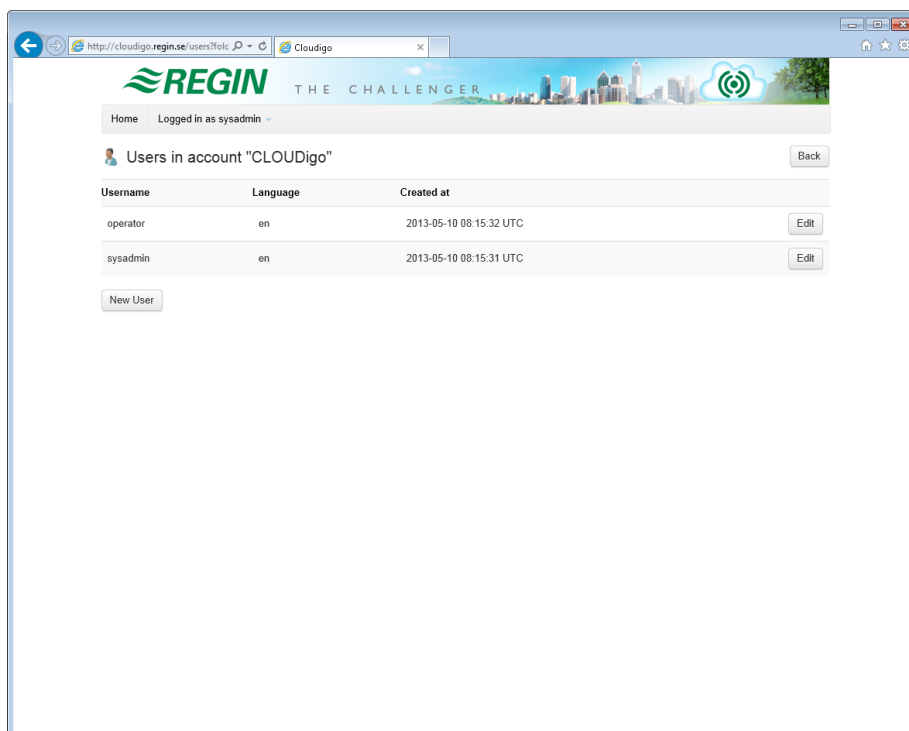 http://cloudigo.regin.se/users?folc
Cloudigo
REGIN THE CHALLENGER
Home Logged in as sysadmin
Users in account "CLOUDigo" Back
Username Language Created at
operator en 2013-05-10 08:15:32 UTC Edit
sysadmin en 2013-05-10 08:15:31 UTC Edit
New User